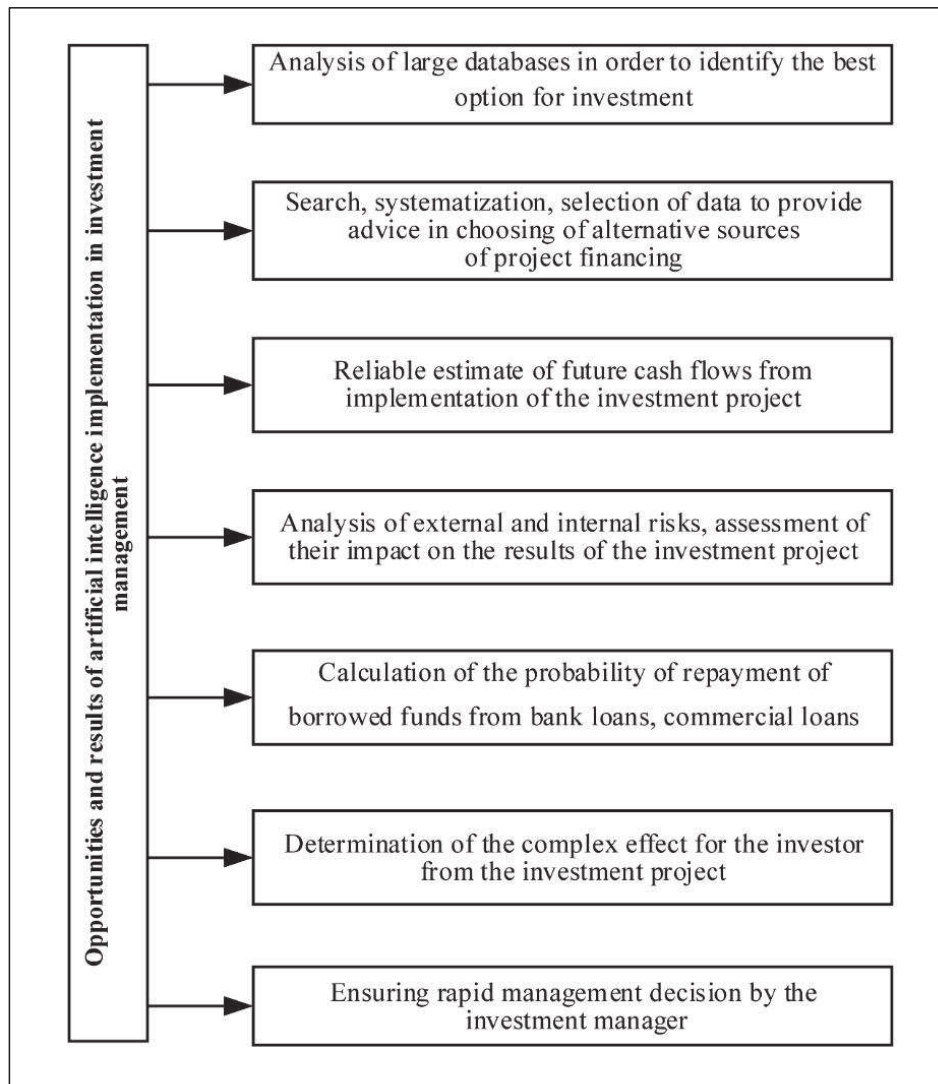 Opportunities and results of artificial intelligence implementation in investment
management
Analysis of large databases in order to identify the best
option for investment
Search, systematization, selection of data to provide
advice in choosing of alternative sources
of project financing
Reliable estimate of future cash flows from
implementation of the investment project
Analysis of external and internal risks, assessment of
their impact on the results of the investment project
Calculation of the probability of repayment of
borrowed funds from bank loans, commercial loans
Determination of the complex effect for the investor
from the investment project
Ensuring rapid management decision by the
investment manager